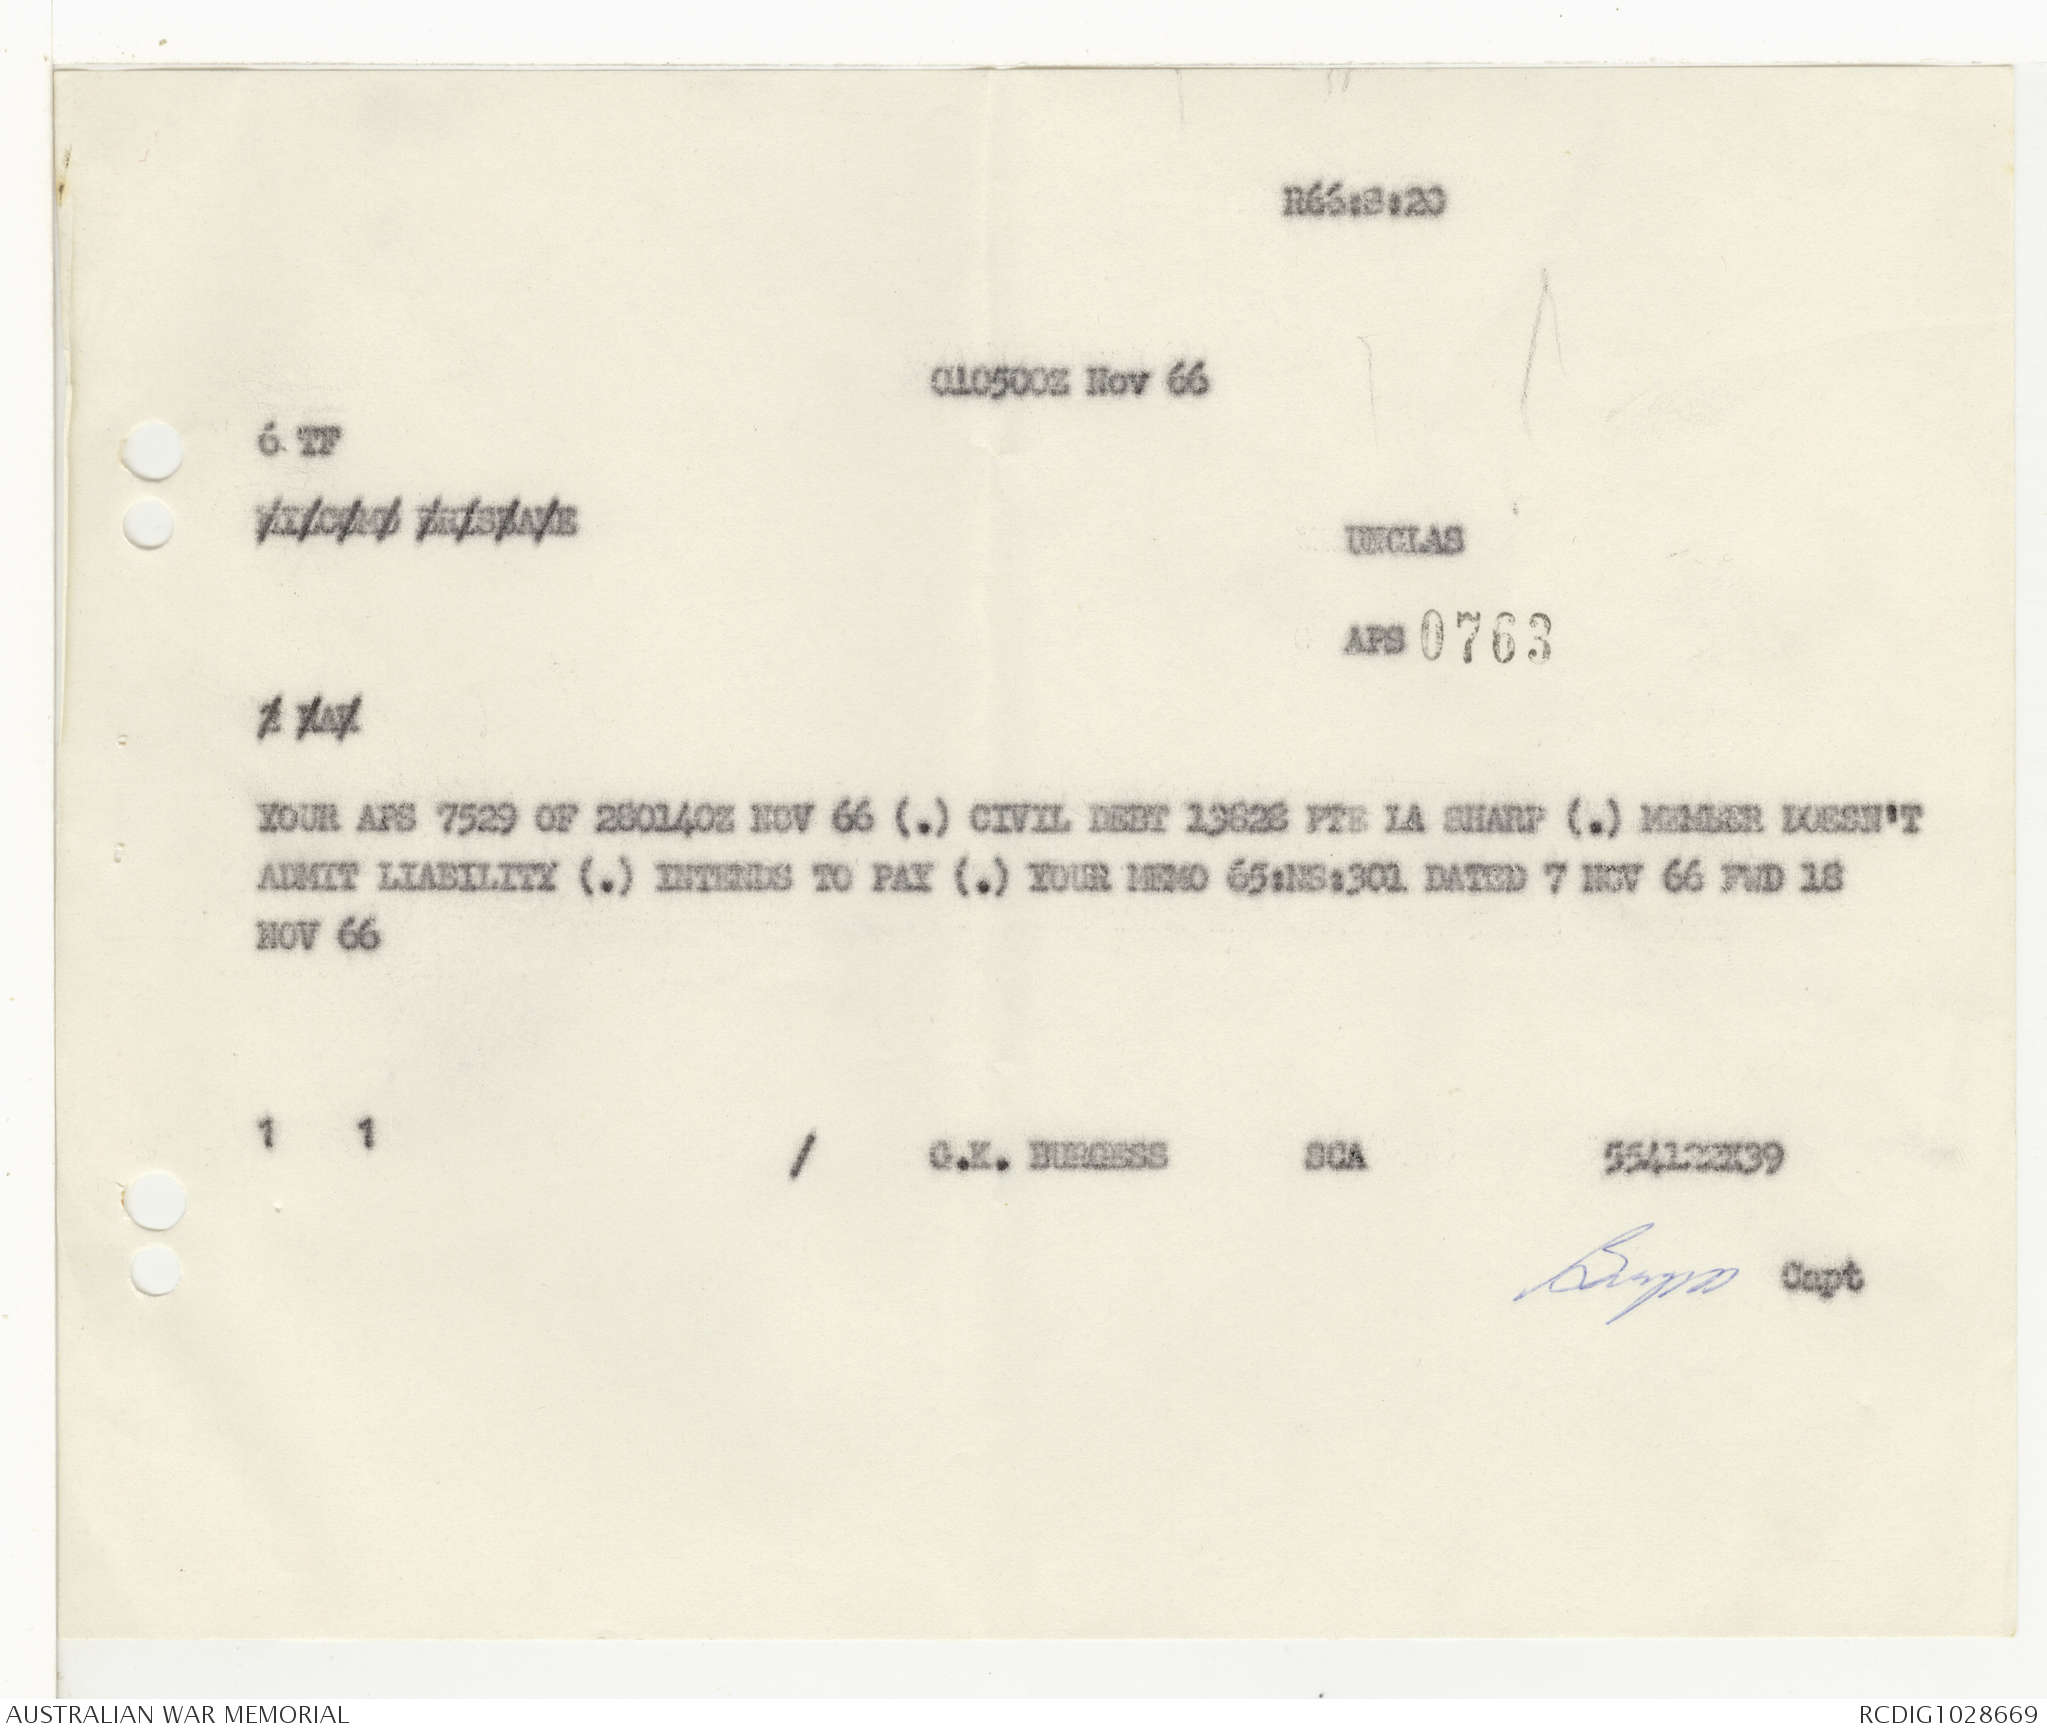 R66:8:20
010500Z Nov 66
6 TF
UNCLAS
APS 0763
YOUR APS 7529 OF 280140Z NOV 66 (.) CIVIL DEBT 13828 PTE LA SHARP (.) MEMBER DOESN'T
ADMIT LIABILITY (.) INTENDS TO PAY (.) YOUR MEMO 65:NS:301 DATED 7 NOV 66 FWD 18
NOV 66
1 1 / G.K. BURGESS SCA
Burgess Capt
AUSTRALIAN WAR MEMORIAL RCDIG1028669